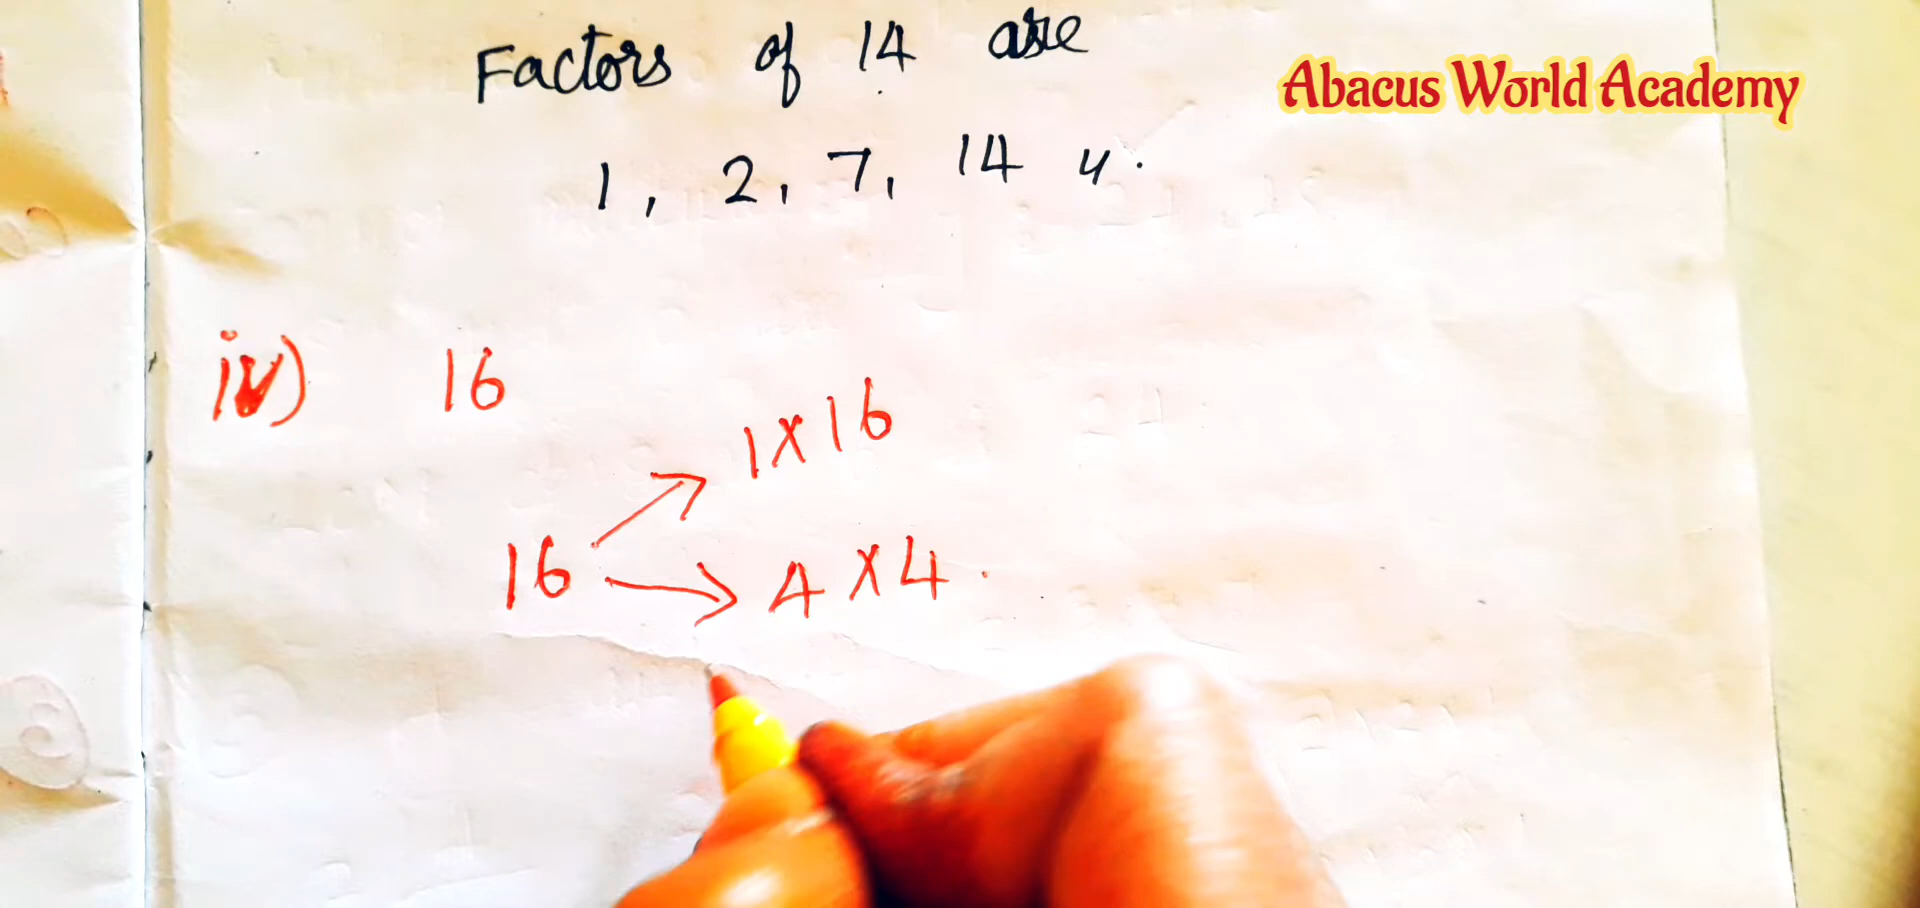 Factors of 14 are
Abacus World Academy
1, 2, 7, 14
iv) 16
1x16
16
4x4.